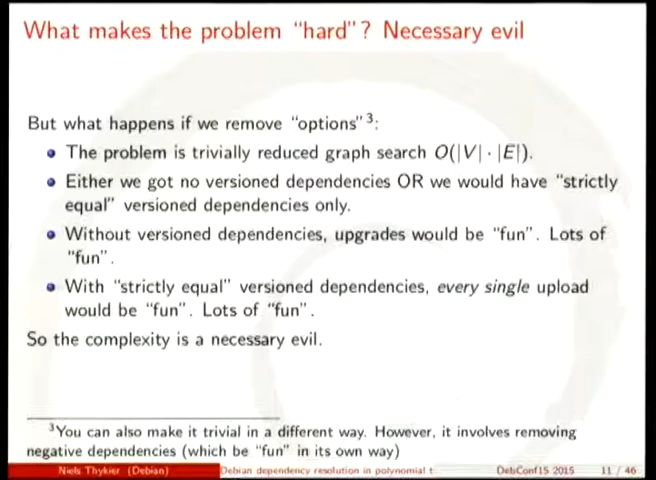 What makes the problem "hard"? Necessary evil
But what happens if we remove "options"³:
The problem is trivially reduced graph search O(|V| · |E|).
Either we got no versioned dependencies OR we would have "strictly
equal" versioned dependencies only.
Without versioned dependencies, upgrades would be "fun". Lots of
"fun".
With "strictly equal" versioned dependencies, every single upload
would be "fun". Lots of "fun".
So the complexity is a necessary evil.
³You can also make it trivial in a different way. However, it involves removing
negative dependencies (which be "fun" in its own way)
Niels Thykier (Debian) Debian dependency resolution in polynomial t DebConf15 2015 11 / 46